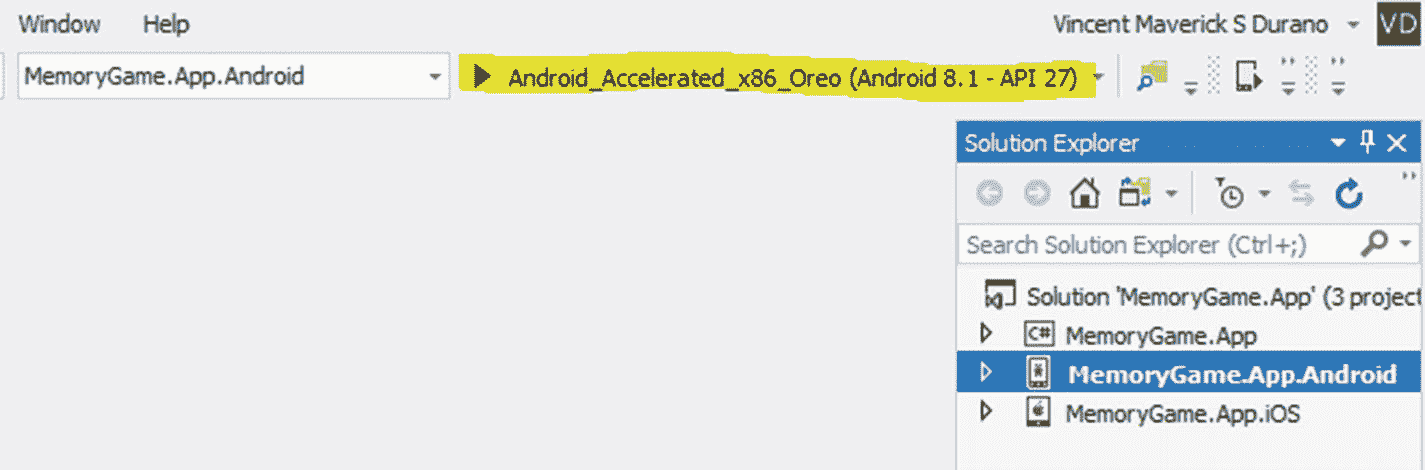 Window Help Vincent Maverick S Durano VD
MemoryGame.App.Android Android_Accelerated_x86_Oreo (Android 8.1 - API 27)
Solution Explorer
Search Solution Explorer (Ctrl+;)
Solution 'MemoryGame.App' (3 project
C# MemoryGame.App
MemoryGame.App.Android
MemoryGame.App.iOS